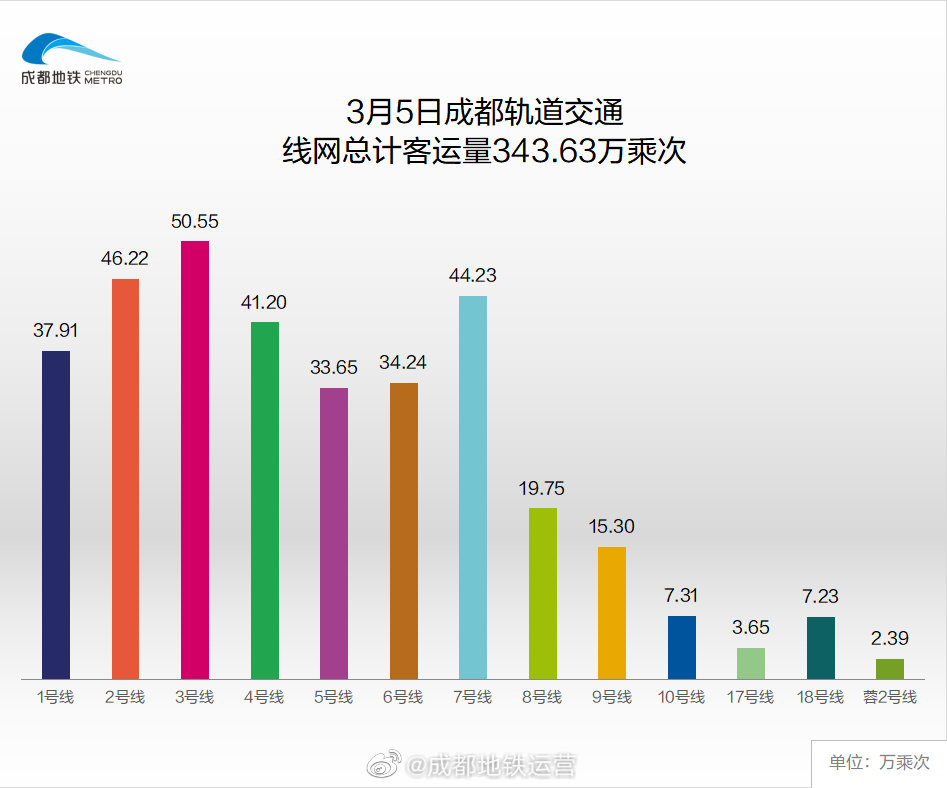 成都地铁 CHENGDU METRO
3月5日成都轨道交通
线网总计客运量343.63万乘次
37.91
46.22
50.55
41.20
33.65
34.24
44.23
19.75
15.30
7.31
3.65
7.23
2.39
1号线
2号线
3号线
4号线
5号线
6号线
7号线
8号线
9号线
10号线
17号线
18号线
蓉2号线
@成都地铁运营
单位：万乘次